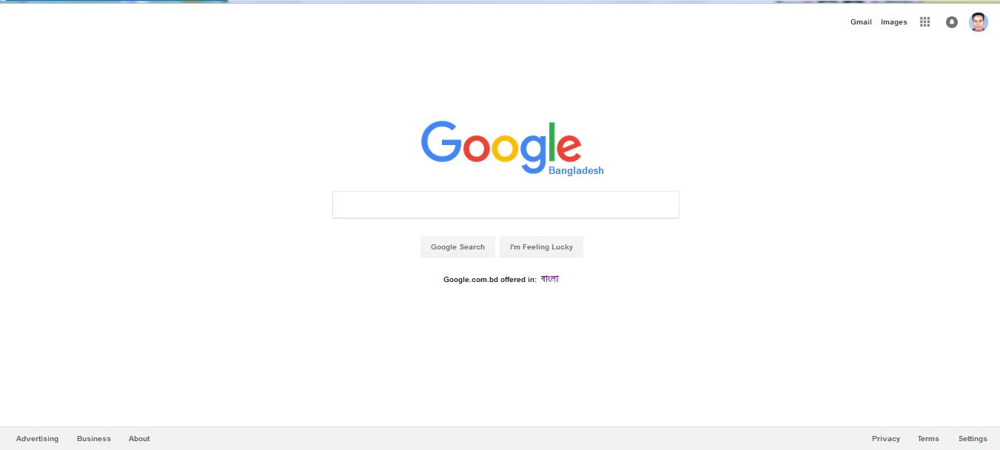 Gmail Images
Google
Bangladesh
Google Search I'm Feeling Lucky
Google.com.bd offered in: বাংলা
Advertising Business About Privacy Terms Settings